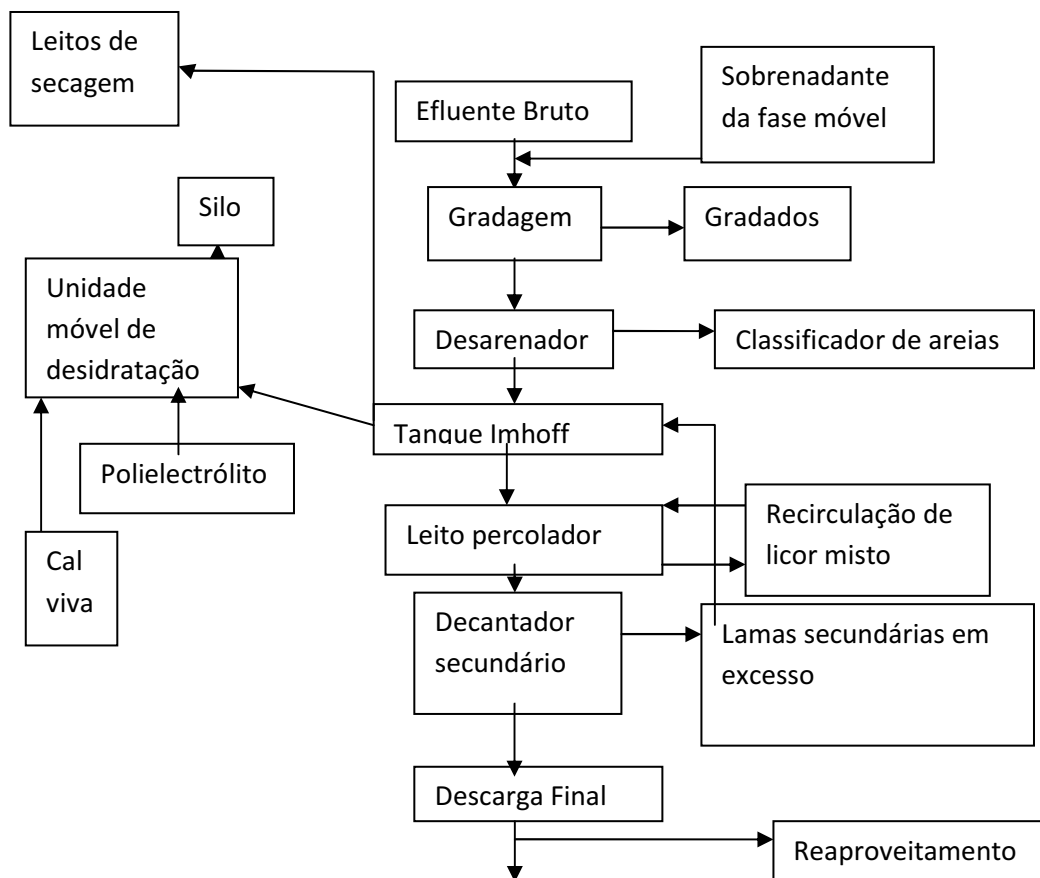 Leitos de
secagem
Sobrenadante
da fase móvel
Efluente Bruto
Silo
Gradagem
Gradados
Unidade
móvel de
desidratação
Desarenador
Classificador de areias
Tanque Imhoff
Polielectrólito
Recirculação de
licor misto
Leito percolador
Cal
viva
Decantador
secundário
Lamas secundárias em
excesso
Descarga Final
Reaproveitamento